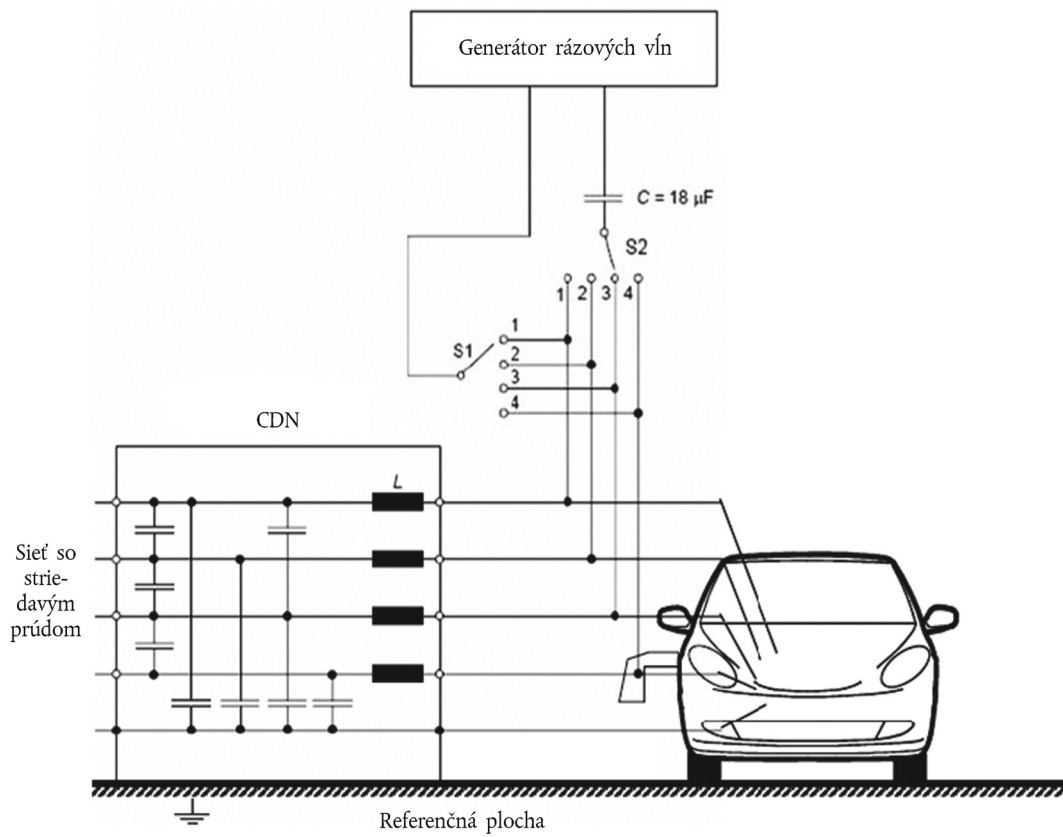 Generátor rázových vĺn
C = 18 μF
S2
1 2 3 4
S1
1
2
3
4
CDN
L
Sieť so
strie-
davým
prúdom
Referenčná plocha